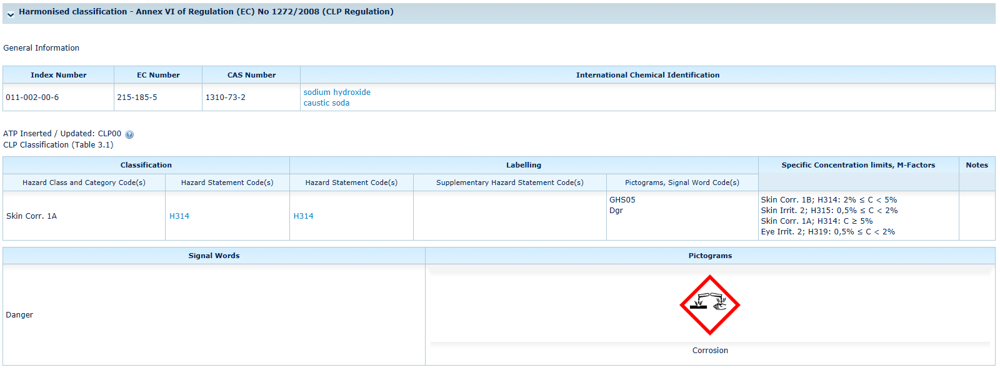 Harmonised classification - Annex VI of Regulation (EC) No 1272/2008 (CLP Regulation)
General Information
Index Number EC Number CAS Number International Chemical Identification
011-002-00-6 215-185-5 1310-73-2 sodium hydroxide
caustic soda
ATP Inserted / Updated: CLP00
CLP Classification (Table 3.1)
Classification Labelling Specific Concentration limits, M-Factors Notes
Hazard Class and Category Code(s) Hazard Statement Code(s) Hazard Statement Code(s) Supplementary Hazard Statement Code(s) Pictograms, Signal Word Code(s)
Skin Corr. 1A H314 H314
GHS05
Dgr
Skin Corr. 1B; H314: 2% ≤ C < 5%
Skin Irrit. 2; H315: 0,5% ≤ C < 2%
Skin Corr. 1A; H314: C ≥ 5%
Eye Irrit. 2; H319: 0,5% ≤ C < 2%
Signal Words Pictograms
Danger
Corrosion